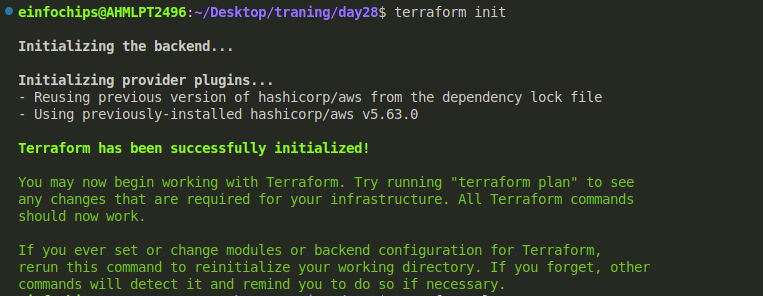 einfochips@AHMLPT2496:~/Desktop/traning/day28$ terraform init
Initializing the backend...
Initializing provider plugins...
- Reusing previous version of hashicorp/aws from the dependency lock file
- Using previously-installed hashicorp/aws v5.63.0
Terraform has been successfully initialized!
You may now begin working with Terraform. Try running "terraform plan" to see
any changes that are required for your infrastructure. All Terraform commands
should now work.
If you ever set or change modules or backend configuration for Terraform,
rerun this command to reinitialize your working directory. If you forget, other
commands will detect it and remind you to do so if necessary.